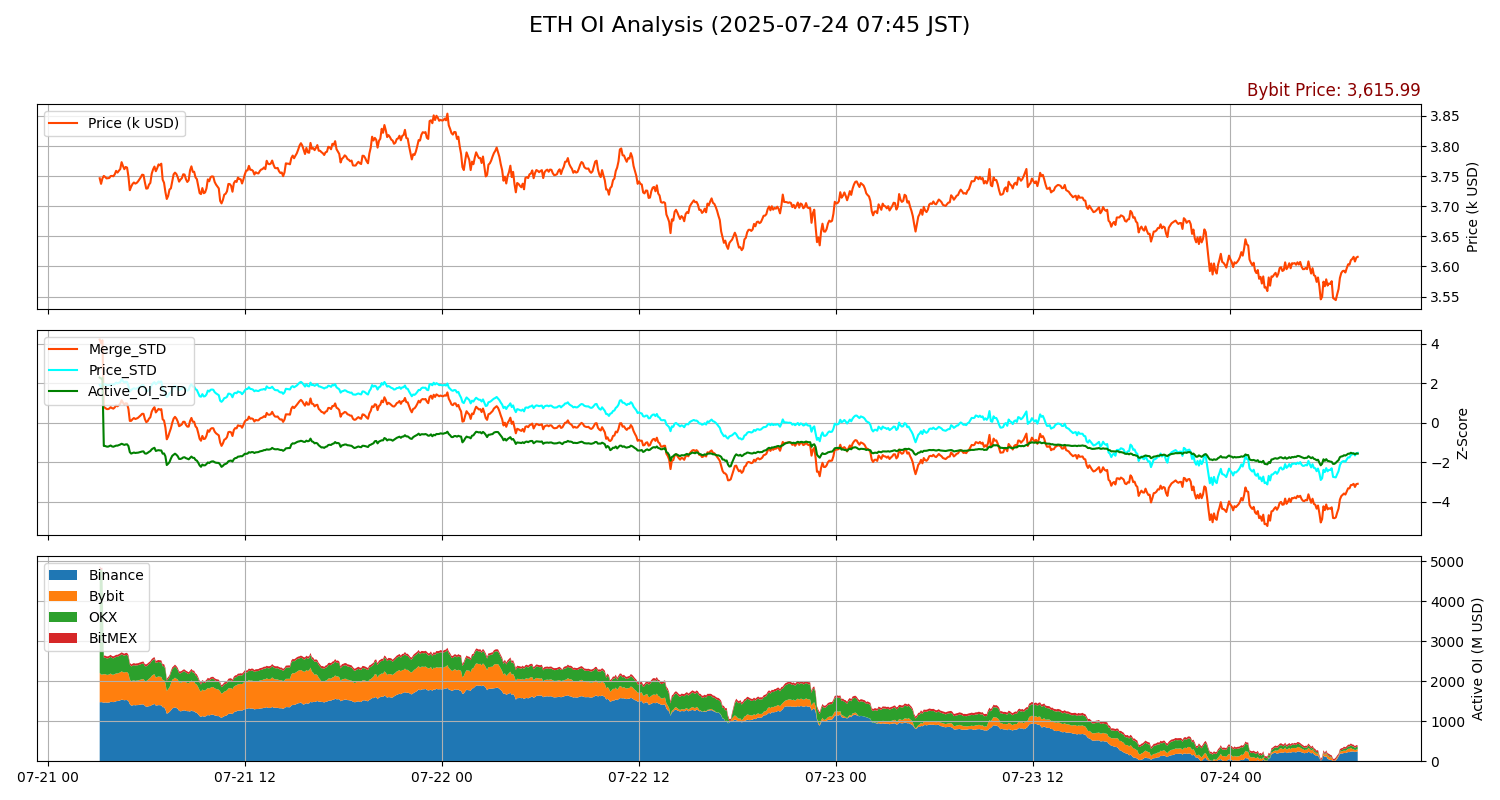 ETH OI Analysis (2025-07-24 07:45 JST)
Bybit Price: 3,615.99
Price (k USD)
3.85
3.80
3.75
3.70
3.65
3.60
3.55
Price (k USD)
Merge_STD
Price_STD
Active_OI_STD
4
2
0
−2
−4
Z-Score
Binance
Bybit
OKX
BitMEX
5000
4000
3000
2000
1000
0
Active OI (M USD)
07-21 00
07-21 12
07-22 00
07-22 12
07-23 00
07-23 12
07-24 00